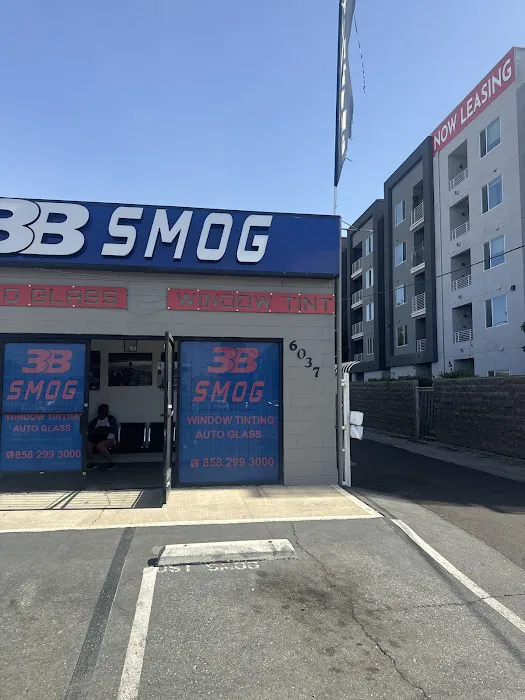 3B SMOG
NOW LEASING
O GLASS
WINDOW TINT
6037
3B
SMOG
WINDOW TINTING
AUTO GLASS
858 299 3000
3B
SMOG
WINDOW TINTING
AUTO GLASS
858 299 3000
SMOG